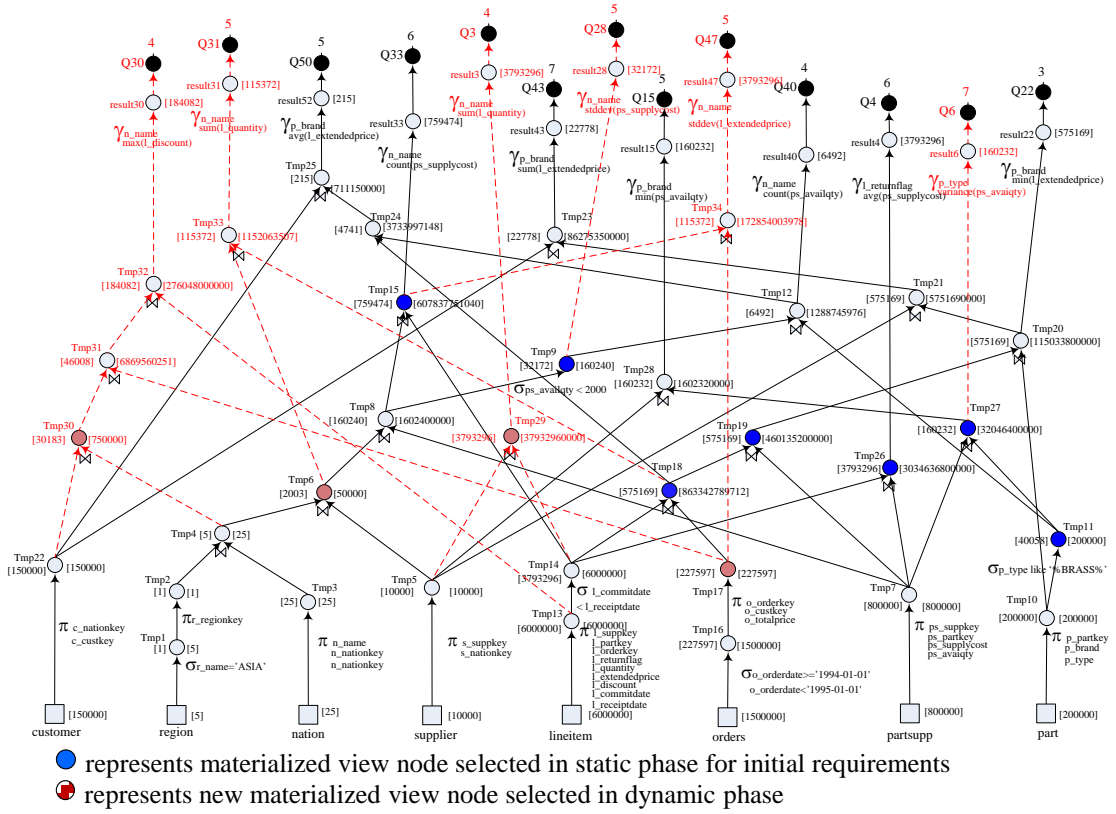 4
5
5
6
4
7
5
5
5
4
6
7
3
Q30
Q31
Q50
Q33
Q3
Q43
Q28
Q15
Q47
Q40
Q4
Q6
Q22
result30 [184082]
γn_name
max(l_discount)
result31 [115372]
γn_name
sum(l_quantity)
result52 [215]
γp_brand
avg(l_extendedprice)
result33 [759474]
γn_name
count(ps_supplycost)
result3 [3793296]
γn_name
sum(l_quantity)
result43 [22778]
γp_brand
sum(l_extendedprice)
result28 [32172]
γn_name
stddev(ps_supplycost)
result15 [160232]
γp_brand
min(ps_availqty)
result47 [3793296]
γn_name
stddev(l_extendedprice)
result40 [6492]
γn_name
count(ps_availqty)
result4 [3793296]
γl_returnflag
avg(ps_supplycost)
result6 [160232]
γp_type
variance(ps_avaiqty)
result22 [575169]
γp_brand
min(l_extendedprice)
Tmp25
[215] [711150000]
Tmp33
[115372] [1152063507]
Tmp24
[4741] [3733997148]
Tmp23
[22778] [86275350000]
Tmp34
[115372] [172854003978]
Tmp32
[184082] [276048000000]
Tmp15
[759474] [607837751040]
Tmp12
[6492] [1288745976]
Tmp21
[575169] [5751690000]
Tmp20
[575169] [115033800000]
Tmp31
[46008] [6869560251]
Tmp9
[32172] [160240]
σps_availqty < 2000
Tmp28
[160232] [1602320000]
Tmp8
[160240] [1602400000]
Tmp30
[30183] [750000]
Tmp29
[3793296] [37932960000]
Tmp19
[575169] [460135200000]
Tmp27
[160232] [32046400000]
Tmp26
[3793296] [3034636800000]
Tmp6
[2003] [50000]
Tmp18
[575169] [863342789712]
Tmp4 [5] [25]
Tmp11
[40058] [200000]
σp_type like '%BRASS%'
Tmp22
[150000] [150000]
π c_nationkey
c_custkey
Tmp2
[1] [1]
πr_regionkey
Tmp1
[1] [5]
σr_name='ASIA'
Tmp3
[25] [25]
π n_name
n_nationkey
n_nationkey
Tmp5
[10000] [10000]
π s_suppkey
s_nationkey
Tmp14
[3793296] [6000000]
σ l_commitdate
< l_receiptdate
Tmp13
[6000000] [6000000]
π l_suppkey
l_partkey
l_orderkey
l_returnflag
l_quantity
l_extendedprice
l_discount
l_commitdate
l_receiptdate
[227597] [227597]
Tmp17
π o_orderkey
o_custkey
o_totalprice
Tmp16
[227597] [1500000]
σo_orderdate>='1994-01-01'
o_orderdate<'1995-01-01'
Tmp7
[800000] [800000]
π ps_suppkey
ps_partkey
ps_supplycost
ps_avaiqty
Tmp10
[200000] [200000]
π p_partkey
p_brand
p_type
[150000]
[5]
[25]
[10000]
[6000000]
[1500000]
[800000]
[200000]
customer
region
nation
supplier
lineitem
orders
partsupp
part
represents materialized view node selected in static phase for initial requirements
represents new materialized view node selected in dynamic phase